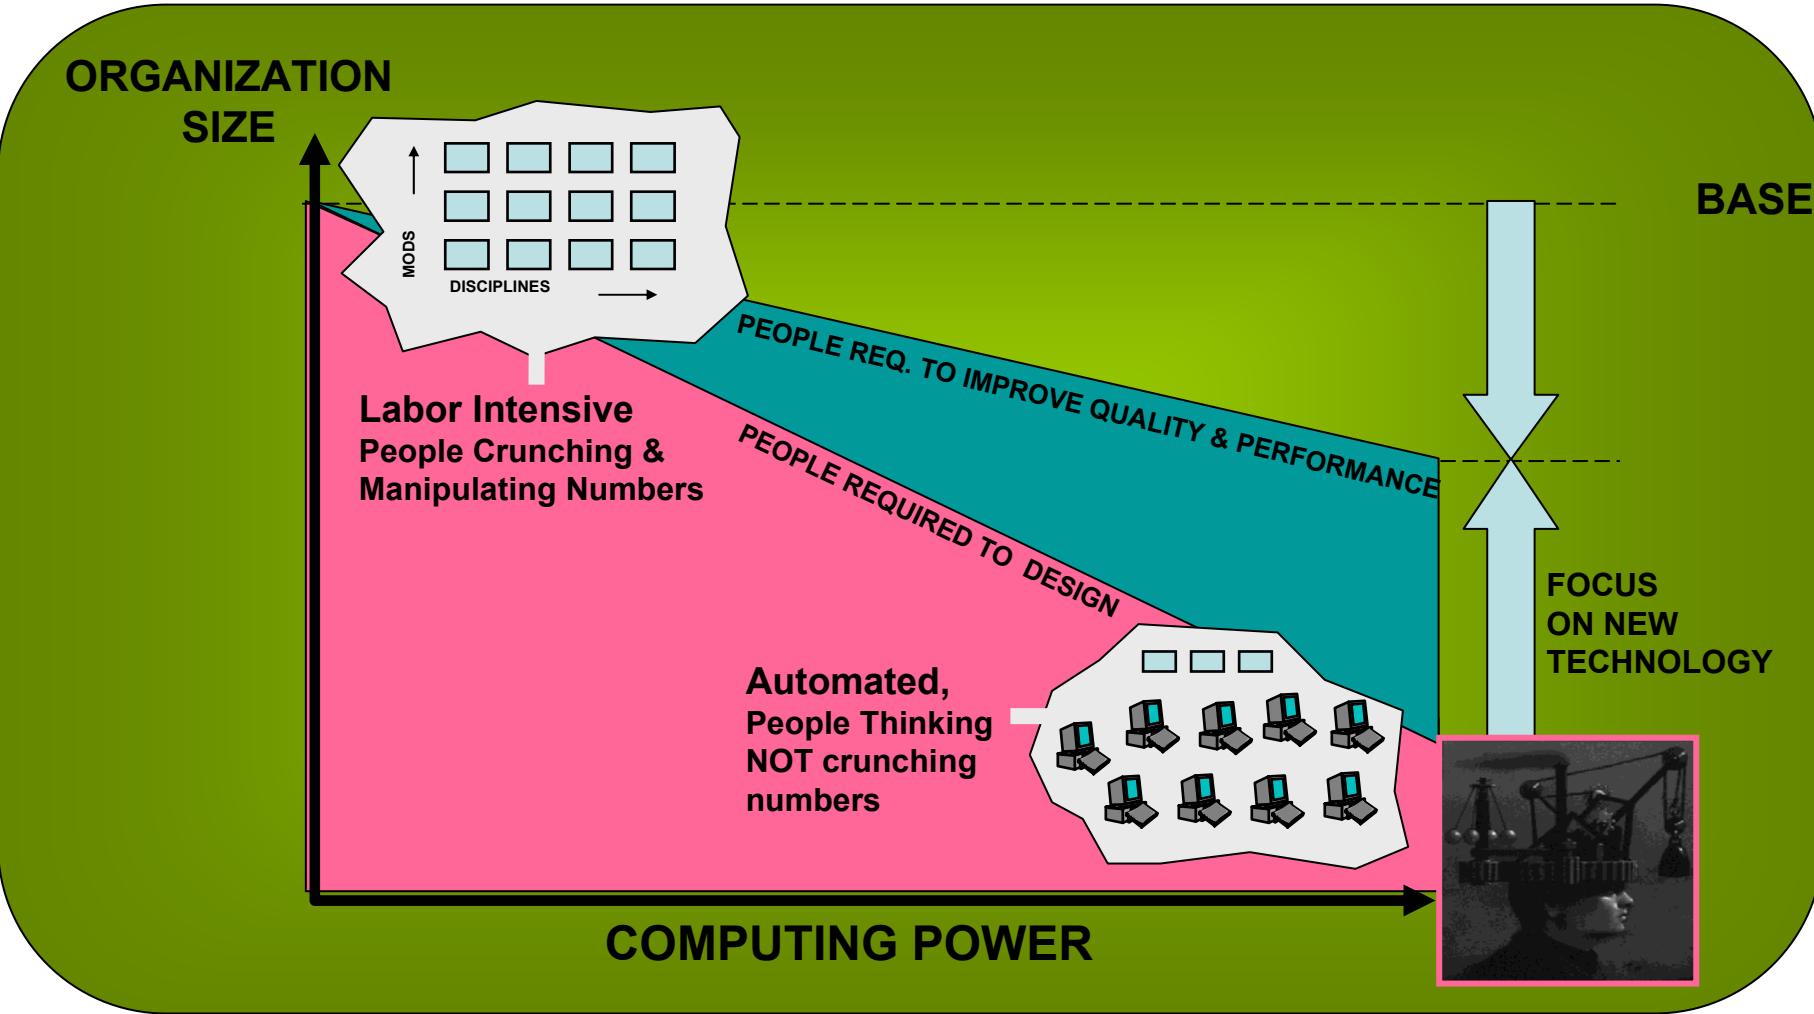 ORGANIZATION
SIZE
BASE
MODS
DISCIPLINES
PEOPLE REQ. TO IMPROVE QUALITY & PERFORMANCE
PEOPLE REQUIRED TO DESIGN
Labor Intensive
People Crunching &
Manipulating Numbers
FOCUS
ON NEW
TECHNOLOGY
Automated,
People Thinking
NOT crunching
numbers
COMPUTING POWER